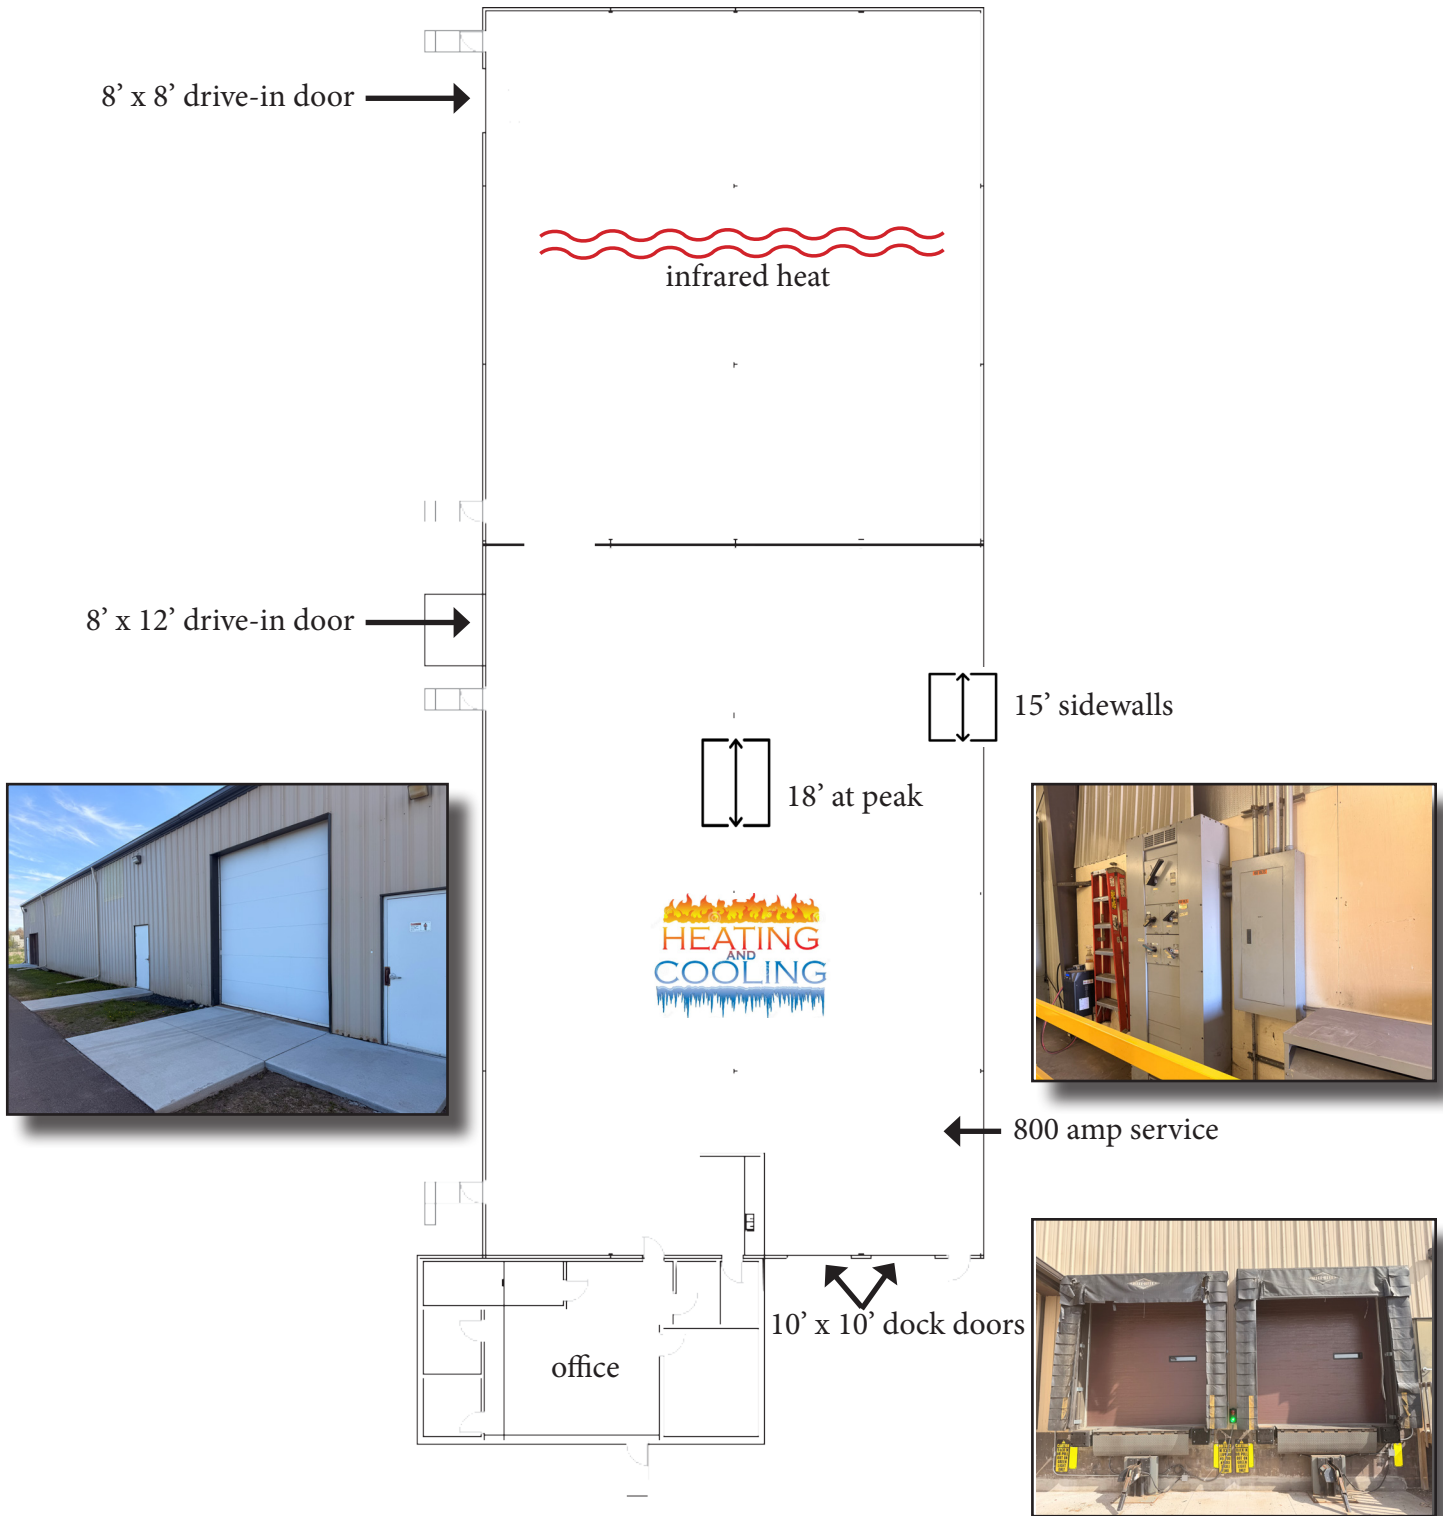 8’ x 8’ drive-in door
infrared heat
8’ x 12’ drive-in door
15’ sidewalls
18’ at peak
HEATING
AND
COOLING
800 amp service
10’ x 10’ dock doors
office